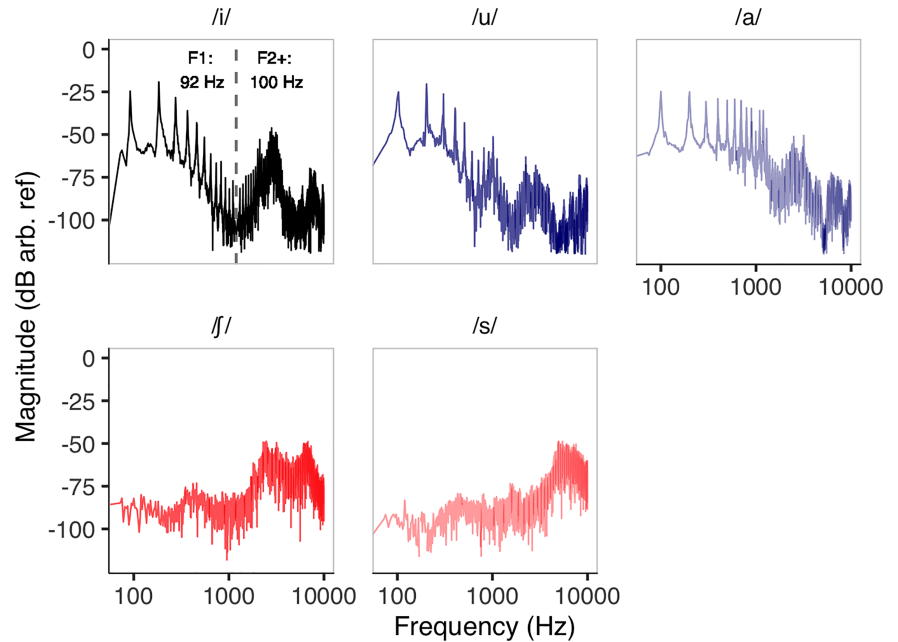 /i/
/u/
/a/
F1:
92 Hz
F2+:
100 Hz
0
-25
-50
-75
-100
100
1000
10000
/ʃ/
/s/
0
-25
-50
-75
-100
100
1000
10000
100
1000
10000
Magnitude (dB arb. ref)
Frequency (Hz)